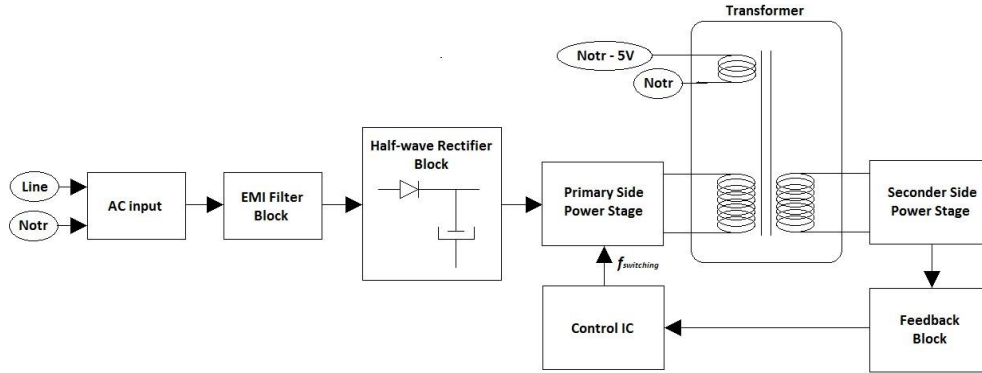 Transformer
Notr - 5V
Notr
Half-wave Rectifier
Block
Line
Notr
AC input
EMI Filter
Block
Primary Side
Power Stage
Seconder Side
Power Stage
fswitching
Control IC
Feedback
Block